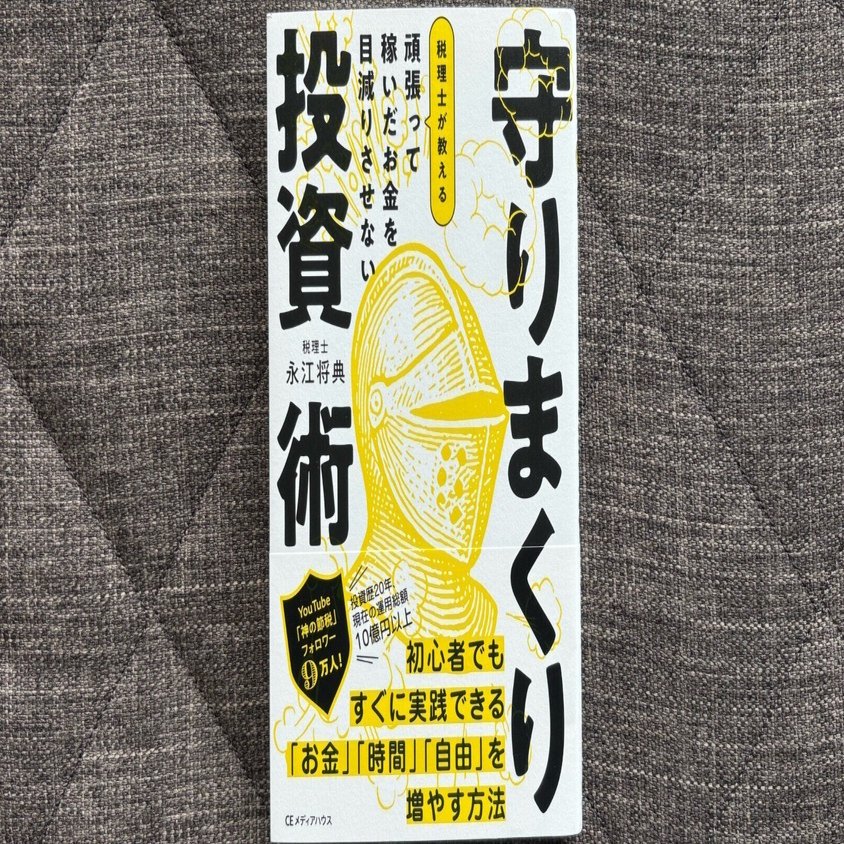 守りまくり
投資術
税理士が教える
頑張って
稼いだお金を
目減りさせない
税理士
永江将典
YouTube
「神の節税」
フォロワー
9万人!
投資歴20年、
現在の運用総額
10億円以上
初心者でも
すぐに実践できる
「お金」「時間」「自由」を
増やす方法
CEメディアハウス